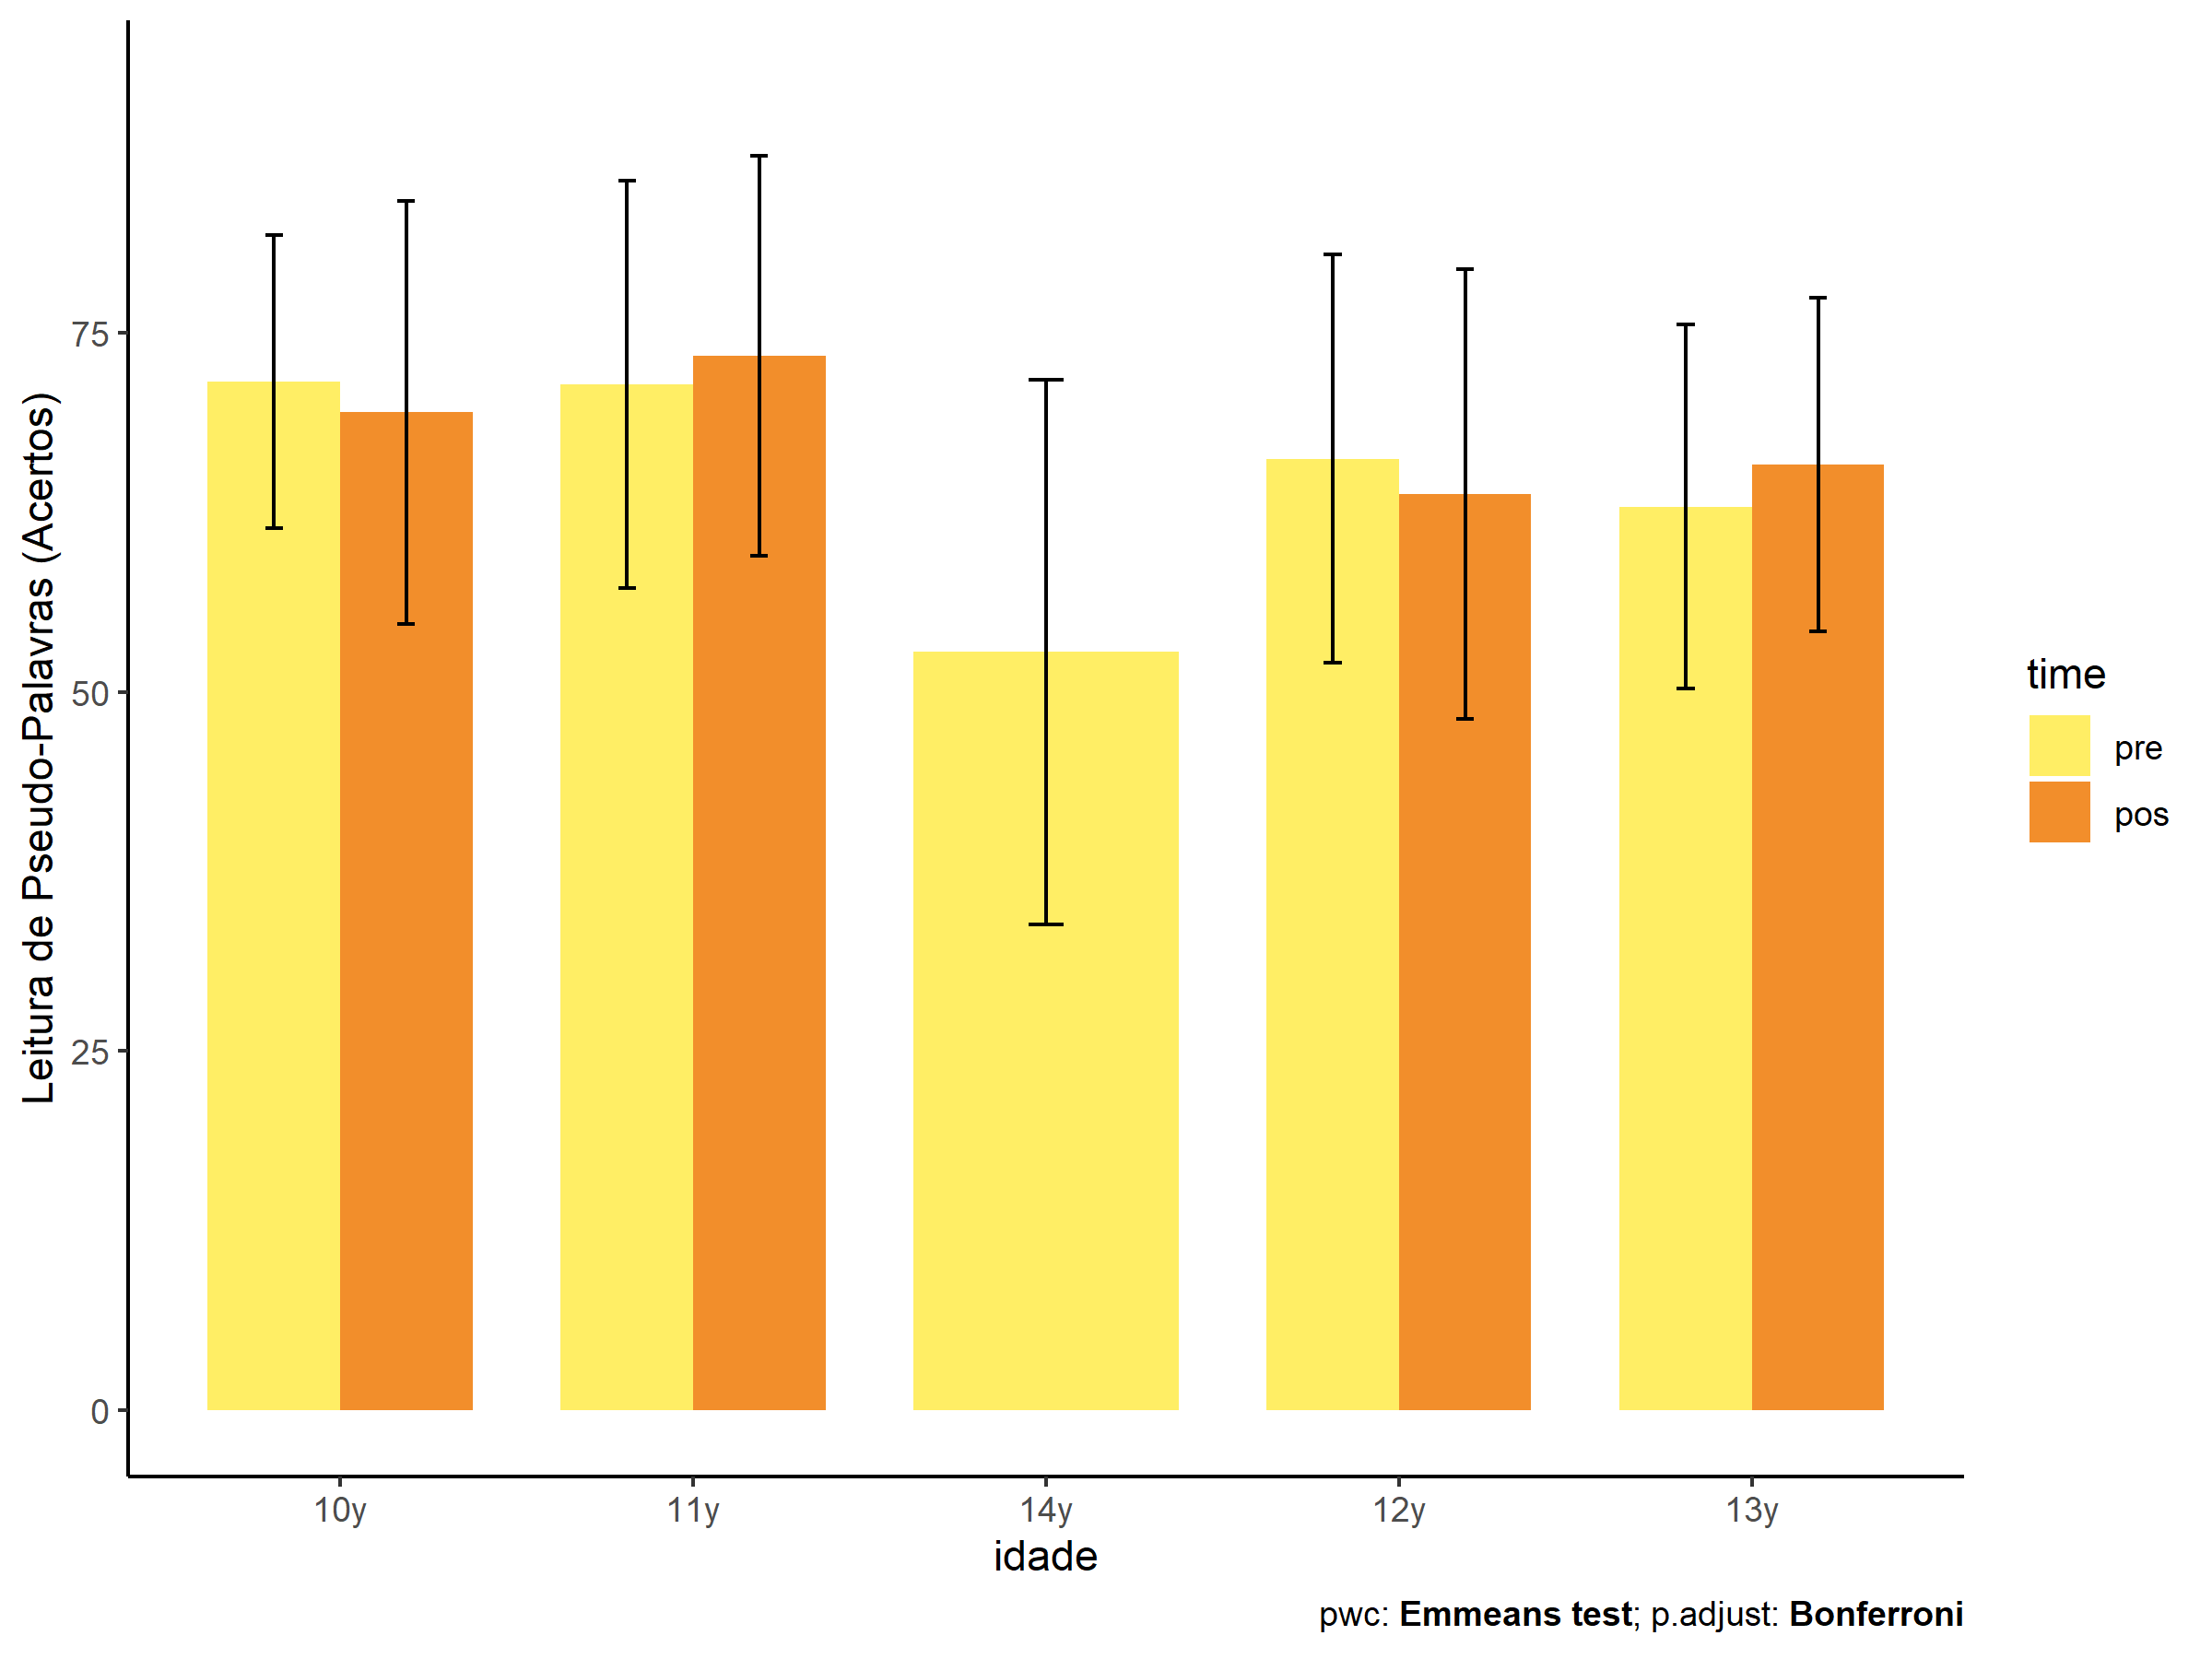 Leitura de Pseudo-Palavras (Acertos)
75
50
25
0
10y
11y
14y
12y
13y
idade
time
pre
pos
pwc: Emmeans test; p.adjust: Bonferroni